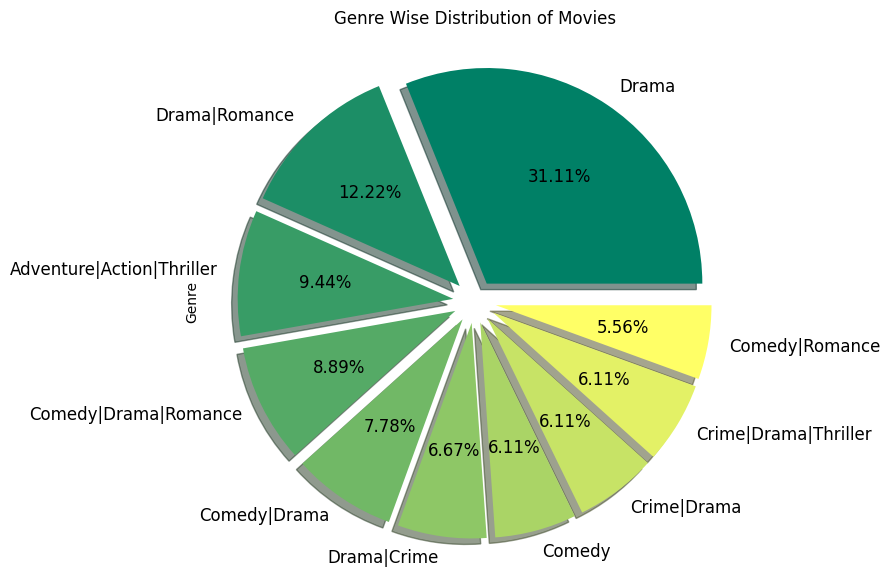 Genre Wise Distribution of Movies
Drama
31.11%
Drama|Romance
12.22%
Adventure|Action|Thriller
9.44%
Genre
Comedy|Drama|Romance
8.89%
Comedy|Drama
7.78%
Drama|Crime
6.67%
Comedy
6.11%
Crime|Drama
6.11%
Crime|Drama|Thriller
6.11%
Comedy|Romance
5.56%